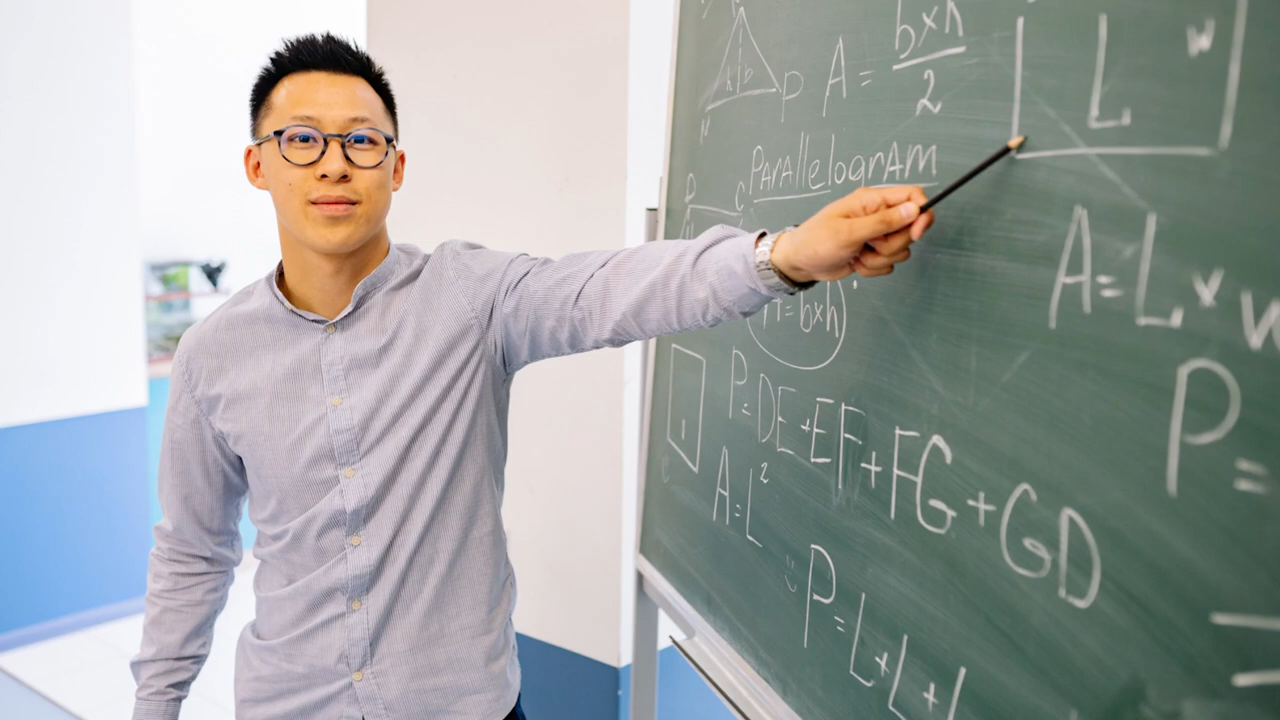 A = b×h
2
P
L w
PArAllelogrAm
D C
A = L × w
A = b×h
P =
P = DE + EF + FG + GD
A = L²
P = L + L +